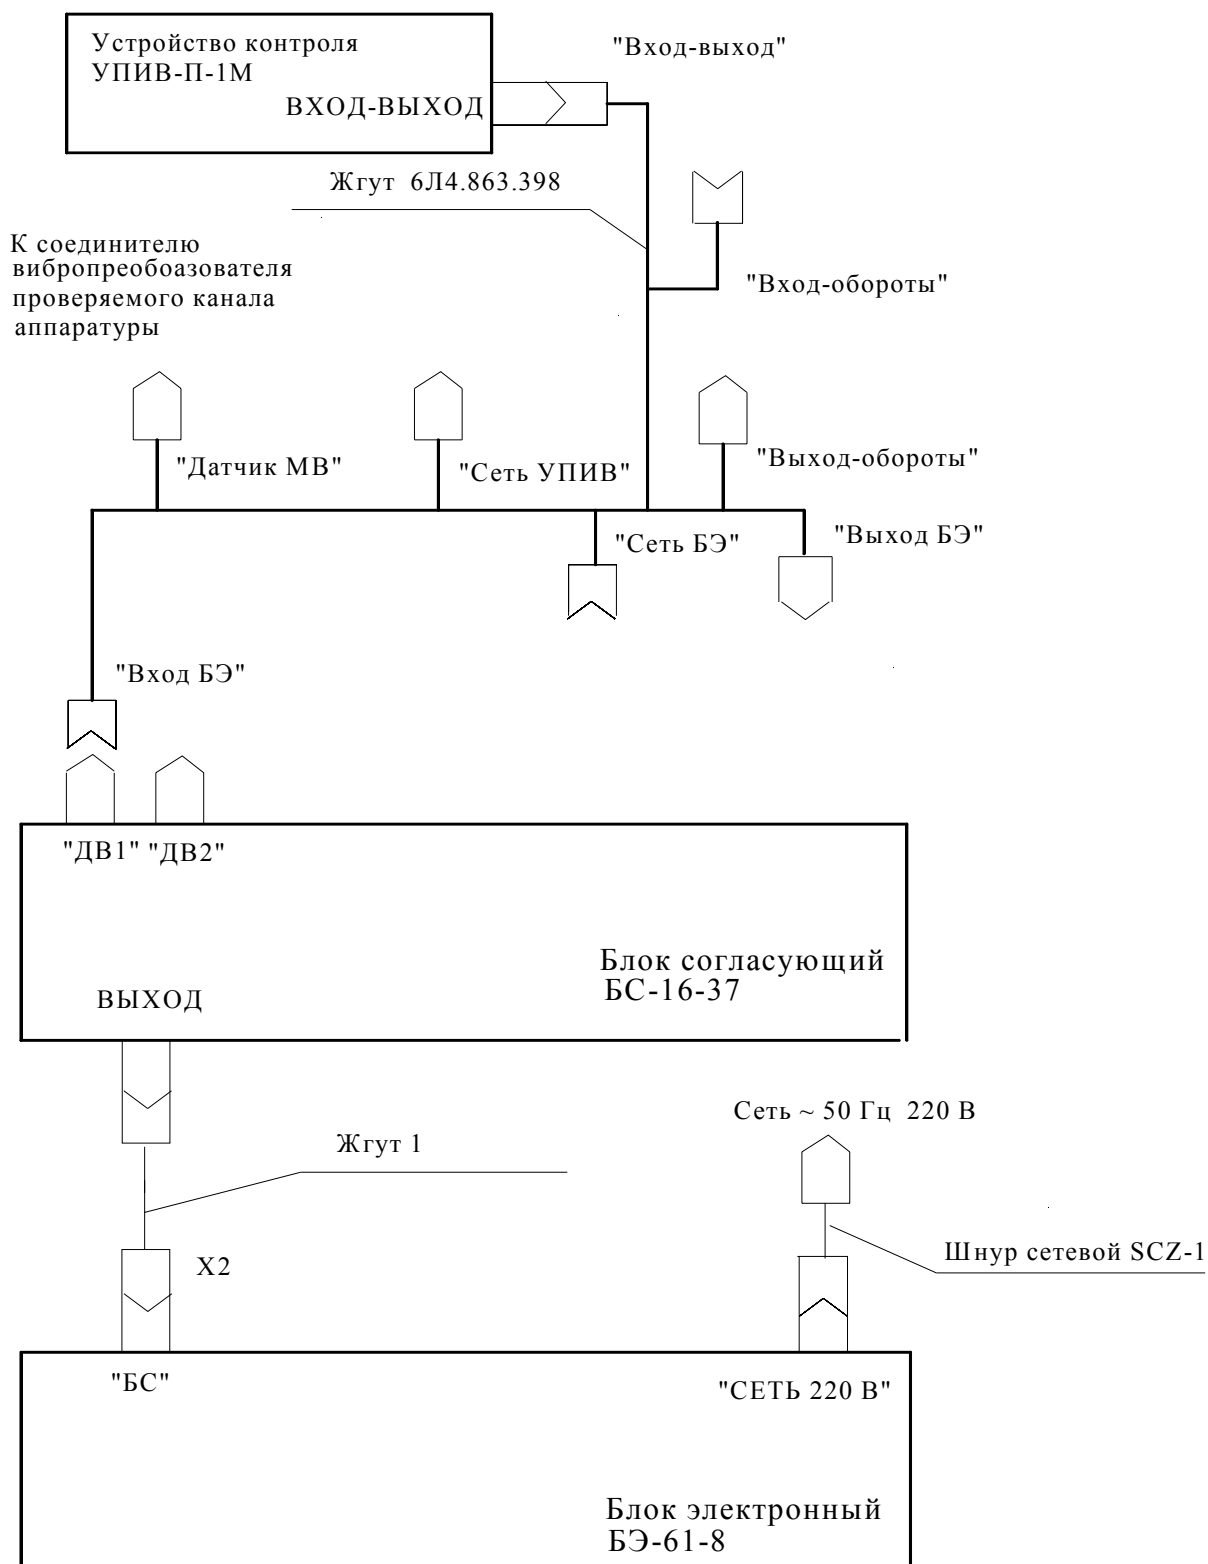 Устройство контроля
УПИВ-П-1М
ВХОД-ВЫХОД
"Вход-выход"
Жгут 6Л4.863.398
К соединителю
вибропреобоазователя
проверяемого канала
аппаратуры
"Вход-обороты"
"Датчик МВ"
"Сеть УПИВ"
"Выход-обороты"
"Сеть БЭ"
"Выход БЭ"
"Вход БЭ"
"ДВ1" "ДВ2"
Блок согласующий
БС-16-37
ВЫХОД
Сеть ~ 50 Гц 220 В
Жгут 1
Х2
Шнур сетевой SCZ-1
"БС"
"СЕТЬ 220 В"
Блок электронный
БЭ-61-8